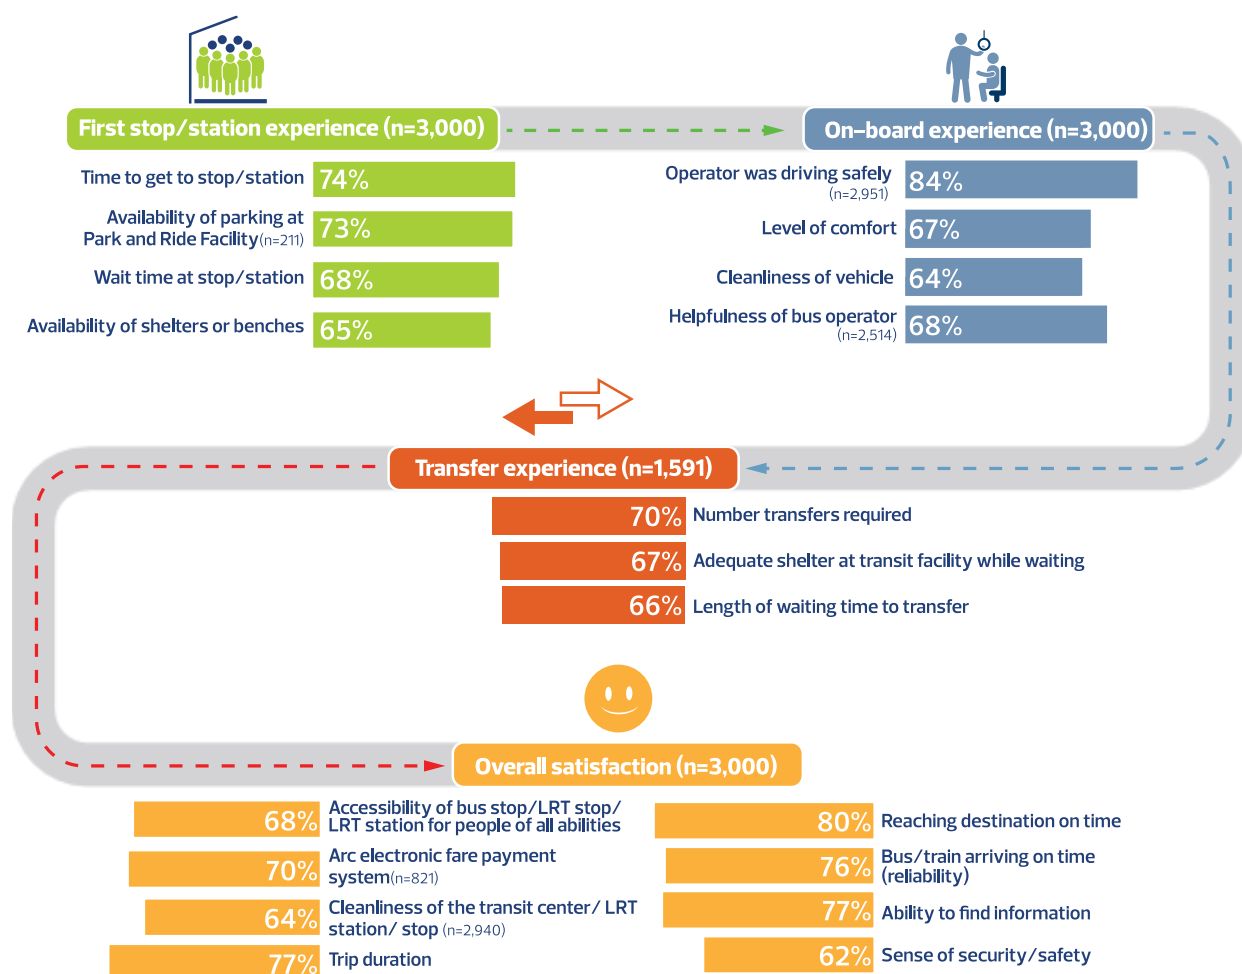 First stop/station experience (n=3,000)
Time to get to stop/station
74%
Availability of parking at
Park and Ride Facility(n=211)
73%
Wait time at stop/station
68%
Availability of shelters or benches
65%
On-board experience (n=3,000)
Operator was driving safely
(n=2,951)
84%
Level of comfort
67%
Cleanliness of vehicle
64%
Helpfulness of bus operator
(n=2,514)
68%
Transfer experience (n=1,591)
70%
Number transfers required
67%
Adequate shelter at transit facility while waiting
66%
Length of waiting time to transfer
Overall satisfaction (n=3,000)
68%
Accessibility of bus stop/LRT stop/
LRT station for people of all abilities
70%
Arc electronic fare payment
system(n=821)
64%
Cleanliness of the transit center/ LRT
station/ stop (n=2,940)
77%
Trip duration
80%
Reaching destination on time
76%
Bus/train arriving on time
(reliability)
77%
Ability to find information
62%
Sense of security/safety